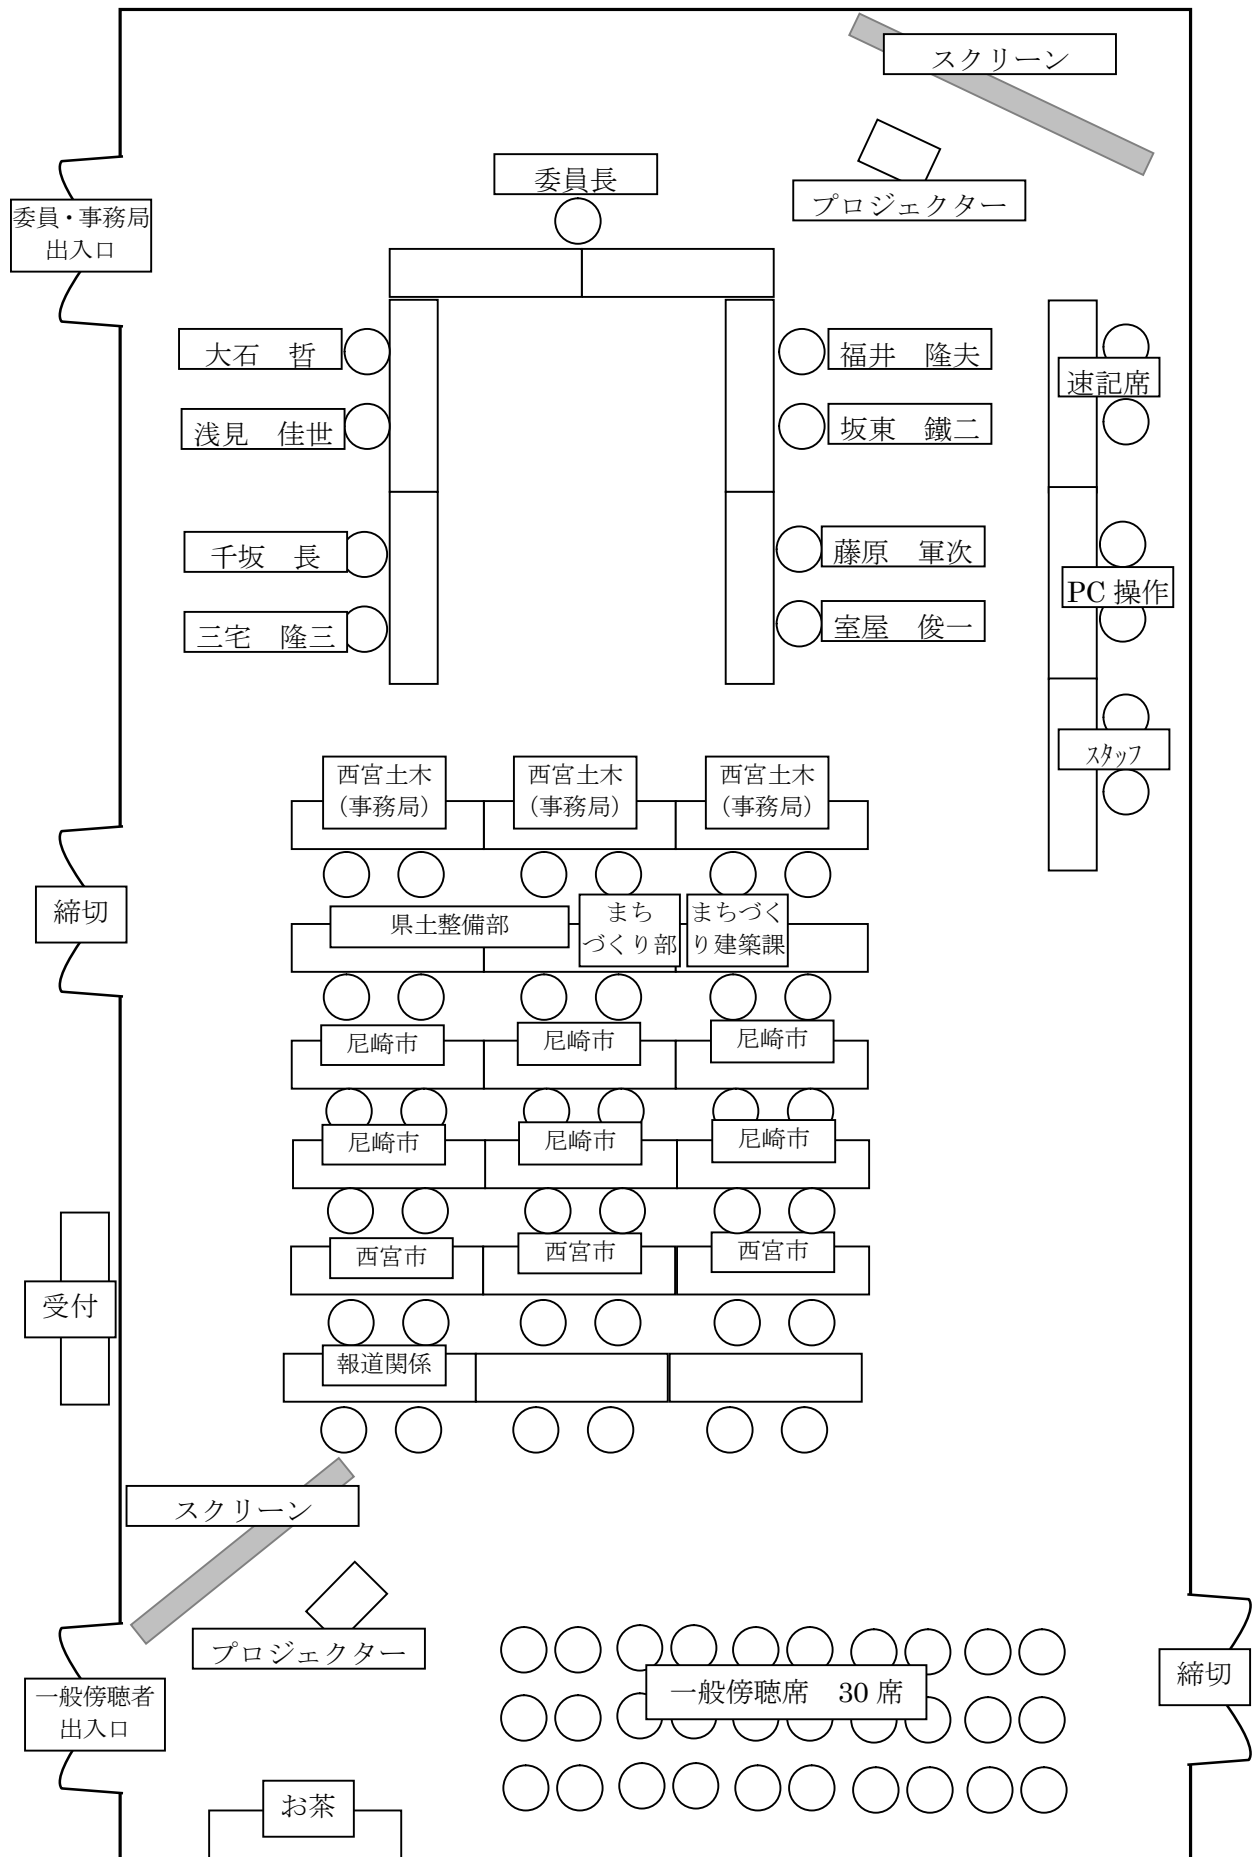 スクリーン
委員長
プロジェクター
委員・事務局
出入口
大石　哲
福井　隆夫
速記席
浅見　佳世
坂東　鐵二
千坂　長
藤原　軍次
PC 操作
三宅　隆三
室屋　俊一
スタッフ
西宮土木
（事務局）
西宮土木
（事務局）
西宮土木
（事務局）
締切
県土整備部
まち
づくり部
まちづく
り建築課
尼崎市
尼崎市
尼崎市
尼崎市
尼崎市
尼崎市
西宮市
西宮市
西宮市
受付
報道関係
スクリーン
プロジェクター
一般傍聴者
出入口
一般傍聴席　30 席
締切
お茶